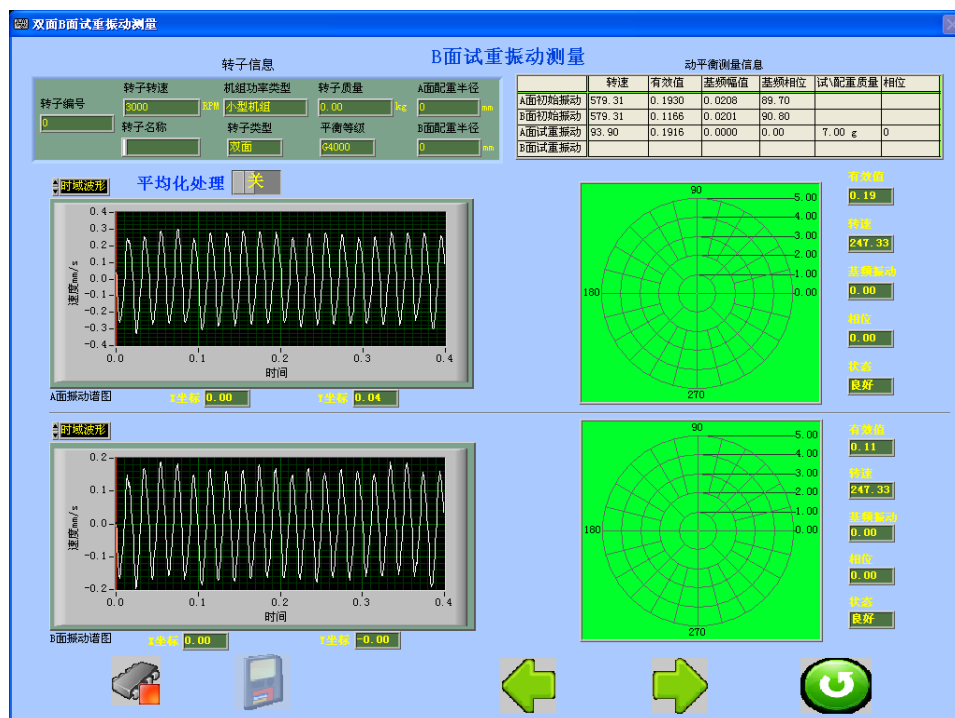 双面B面试重振动测量
B面试重振动测量
转子信息
动平衡测量信息
转子转速 机组功率类型 转子质量 A面配重半径
转子编号 3000 RPM 小型机组 0.00 kg 0 mm
0 转子名称 转子类型 平衡等级 B面配重半径
双面 G4000 0 mm
转速 有效值 基频幅值 基频相位 试\配重质量 相位
A面初始振动 579.31 0.1930 0.0208 89.70
B面初始振动 579.31 0.1166 0.0201 90.80
A面试重振动 93.90 0.1916 0.0000 0.00 7.00 g 0
B面试重振动
时域波形 平均化处理 关
速度mm/s
0.4
0.3
0.2
0.1
0.0
-0.1
-0.2
-0.3
-0.4
0.0 0.1 0.2 0.3 0.4
时间
A面振动谱图 X坐标 0.00 Y坐标 0.04
90
5.00
4.00
3.00
2.00
1.00
180 0.00
270
有效值
0.19
转速
247.33
基频振动
0.00
相位
0.00
状态
良好
时域波形
速度mm/s
0.2
0.1
0.0
-0.1
-0.2
0.0 0.1 0.2 0.3 0.4
时间
B面振动谱图 X坐标 0.00 Y坐标 -0.00
90
5.00
4.00
3.00
2.00
1.00
180 0.00
270
有效值
0.11
转速
247.33
基频振动
0.00
相位
0.00
状态
良好